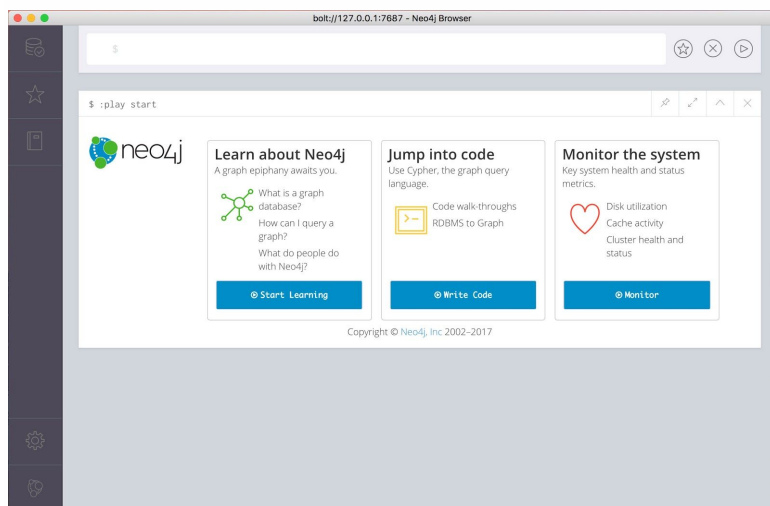 bolt://127.0.0.1:7687 - Neo4j Browser
$
$ :play start
neo4j
Learn about Neo4j
A graph epiphany awaits you.
What is a graph
database?
How can I query a
graph?
What do people do
with Neo4j?
Start Learning
Jump into code
Use Cypher, the graph query
language.
Code walk-throughs
RDBMS to Graph
Write Code
Monitor the system
Key system health and status
metrics.
Disk utilization
Cache activity
Cluster health and
status
Monitor
Copyright © Neo4j, Inc 2002–2017